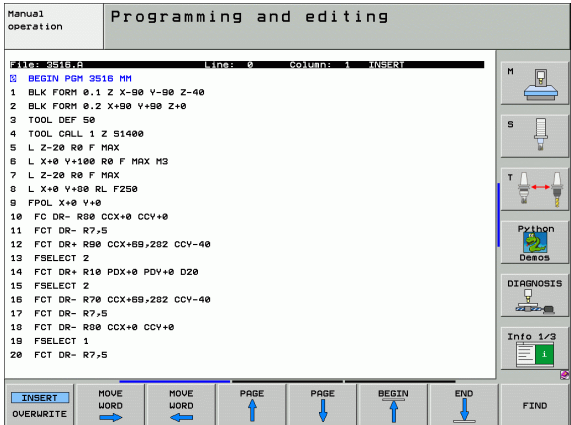 Manual
operation
Programming and editing
File: 3516.A Line: 0 Column: 1 INSERT
0 BEGIN PGM 3516 MM
1 BLK FORM 0.1 Z X-90 Y-90 Z-40
2 BLK FORM 0.2 X+90 Y+90 Z+0
3 TOOL DEF 50
4 TOOL CALL 1 Z S1400
5 L Z-20 R0 F MAX
6 L X+0 Y+100 R0 F MAX M3
7 L Z-20 R0 F MAX
8 L X+0 Y+80 RL F250
9 FPOL X+0 Y+0
10 FC DR- R80 CCX+0 CCY+0
11 FCT DR- R7,5
12 FCT DR+ R90 CCX+69,282 CCY-40
13 FSELECT 2
14 FCT DR+ R10 PDX+0 PDY+0 D20
15 FSELECT 2
16 FCT DR- R70 CCX+69,282 CCY-40
17 FCT DR- R7,5
18 FCT DR- R80 CCX+0 CCY+0
19 FSELECT 1
20 FCT DR- R7,5
M
S
T
Python
Demos
DIAGNOSIS
Info 1/3
i
INSERT
OVERWRITE
MOVE
WORD
MOVE
WORD
PAGE
PAGE
BEGIN
END
FIND